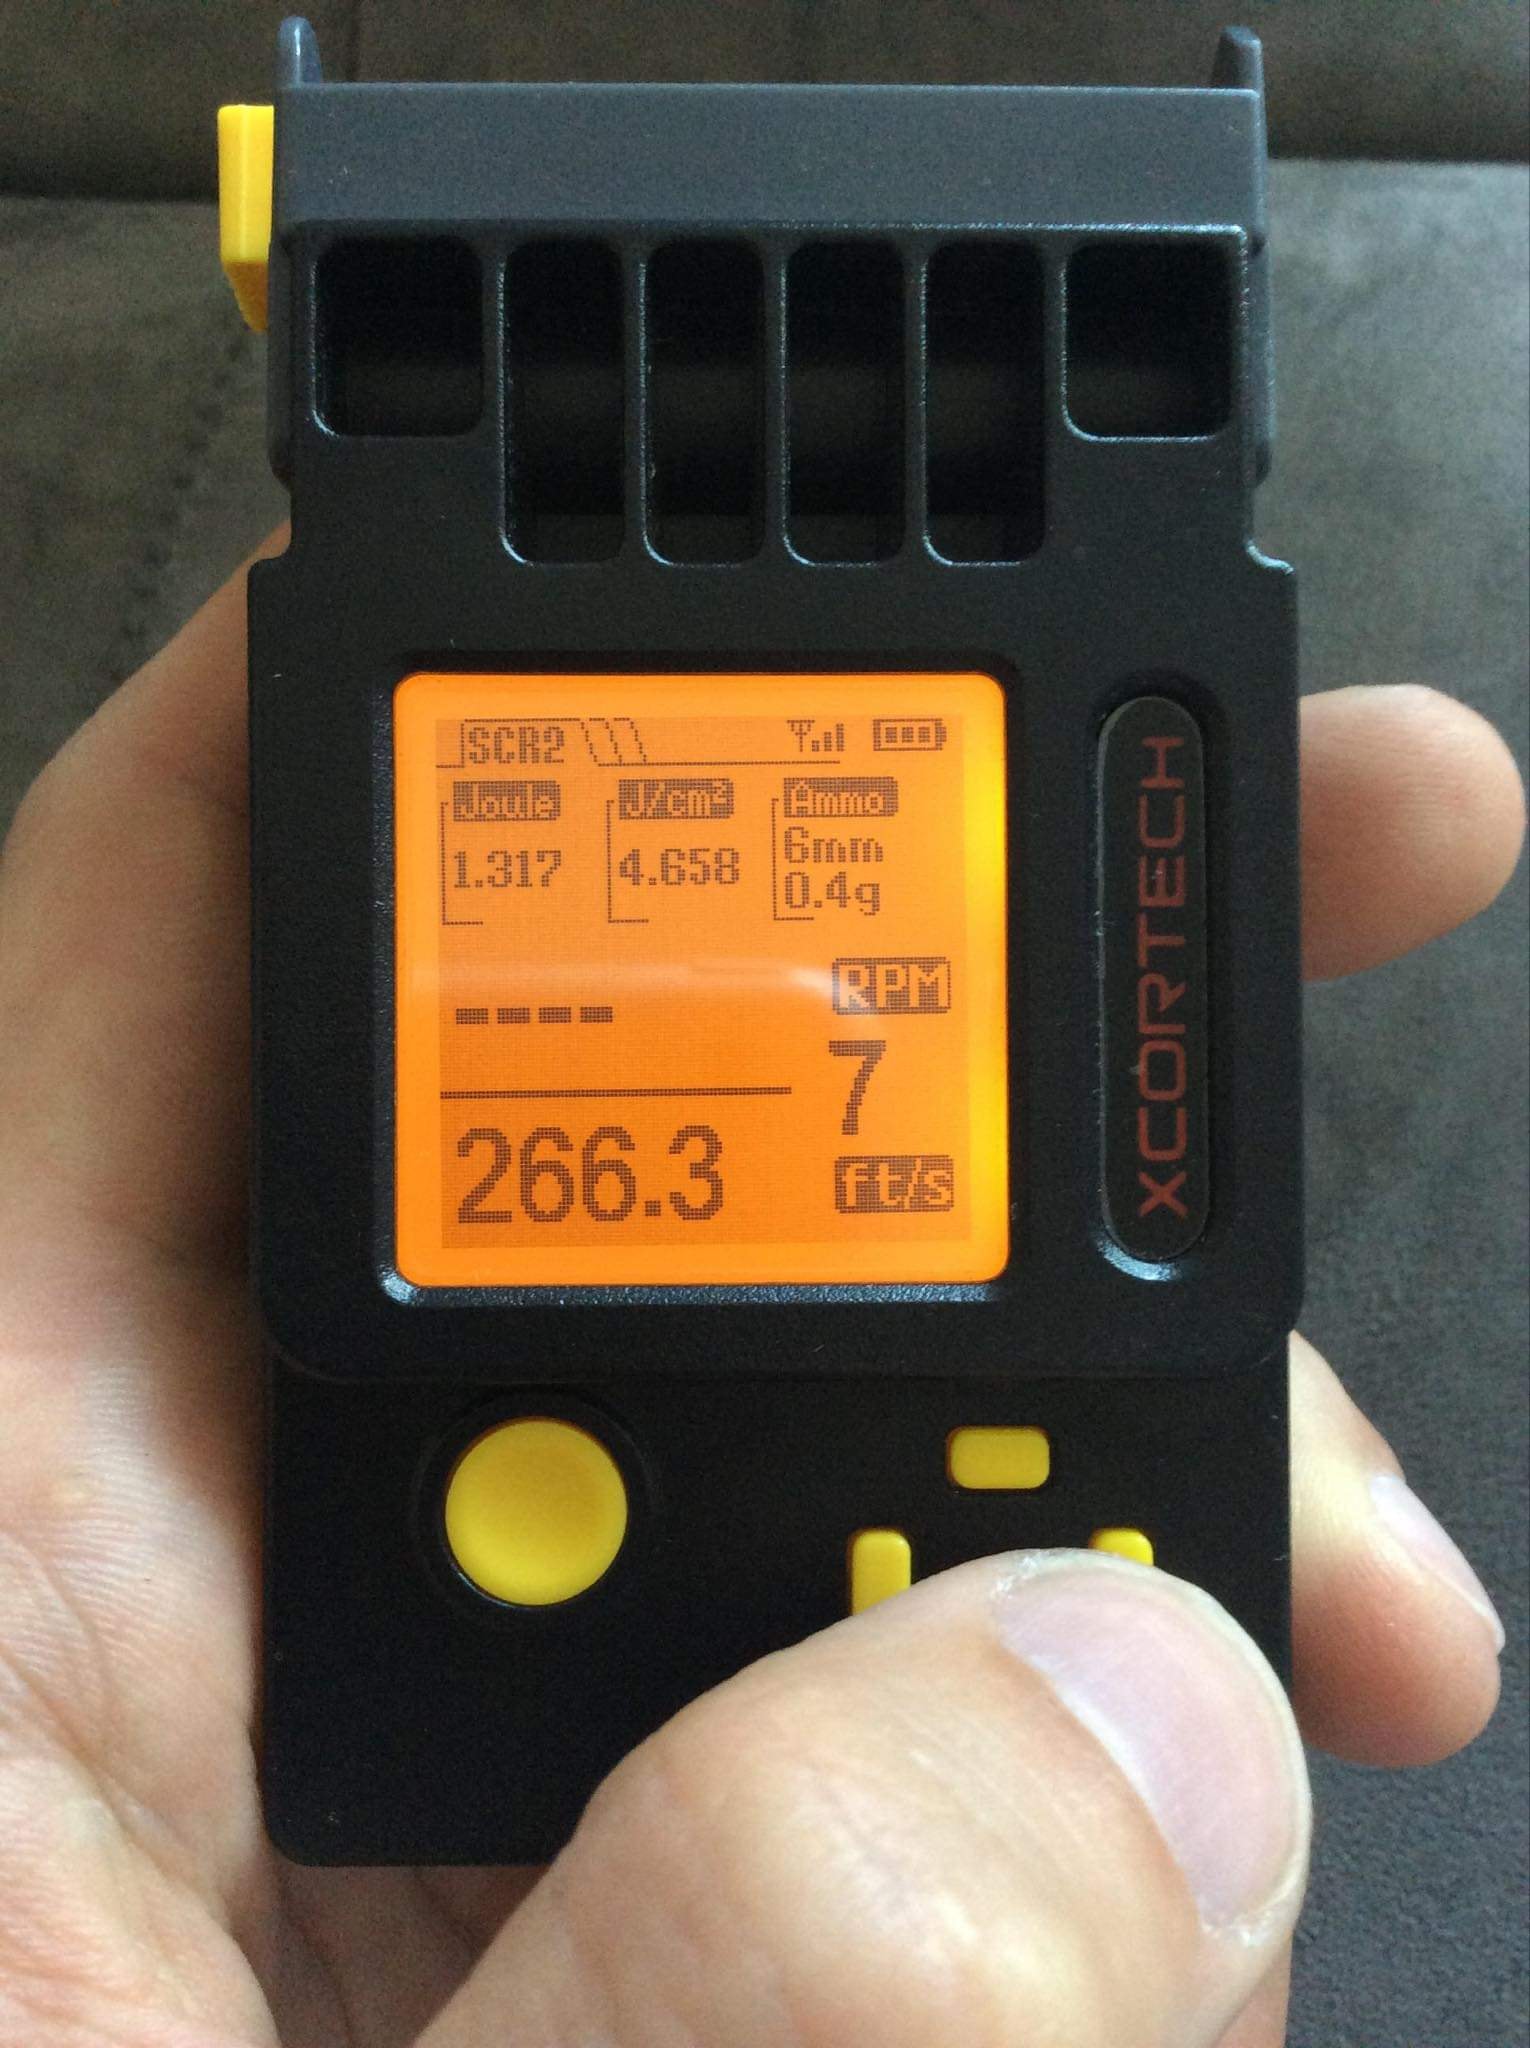 SCR2
Joule
1.317
J/cm²
4.658
Ammo
6mm
0.4g
----
RPM
7
266.3
ft/s
XCORTECH